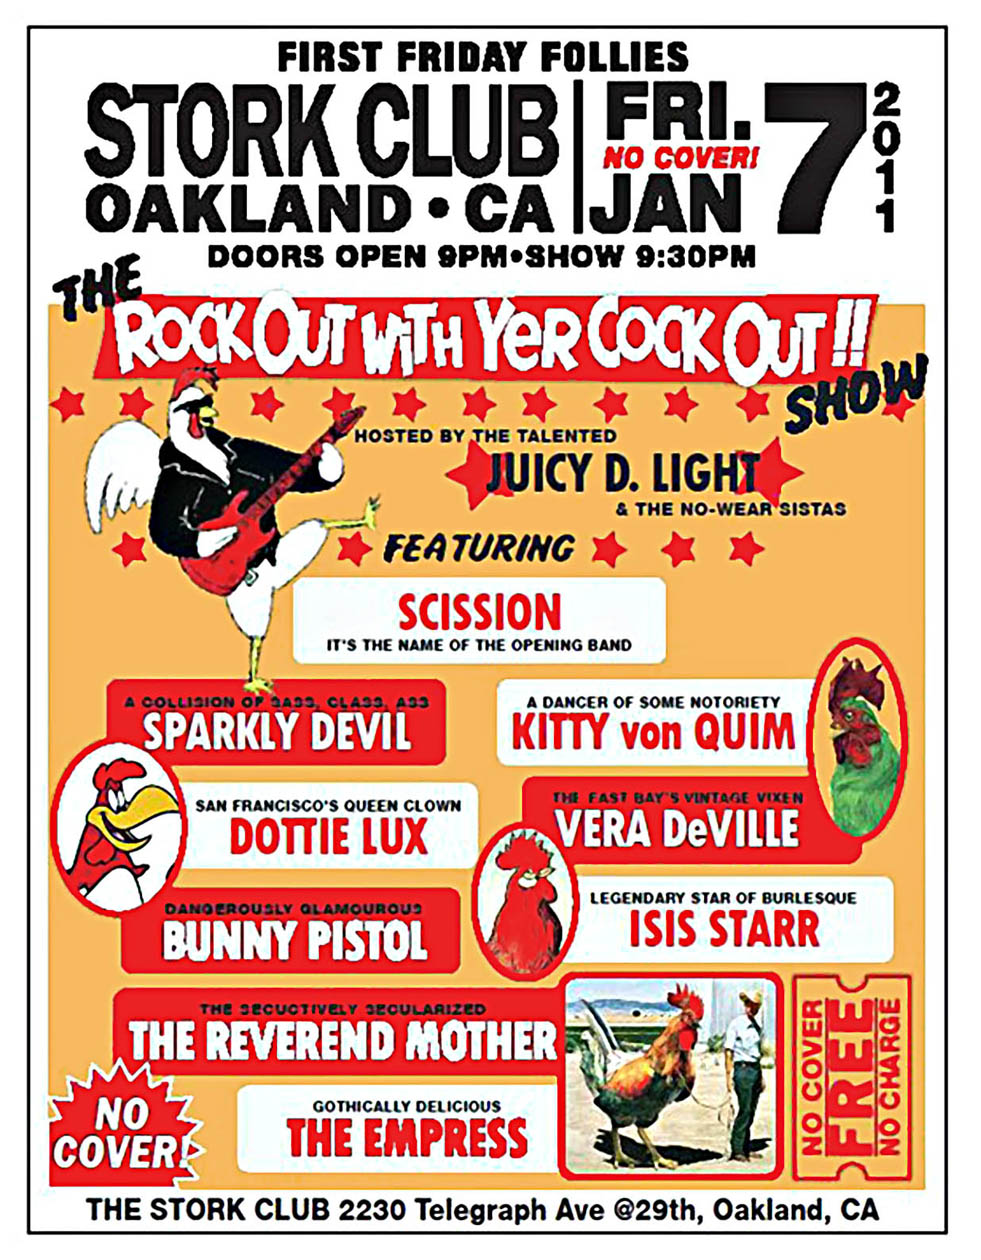 FIRST FRIDAY FOLLIES
STORK CLUB
OAKLAND • CA
FRI.
NO COVER!
JAN
7
2011
DOORS OPEN 9PM•SHOW 9:30PM
THE
ROCK OUT WITH YER COCK OUT!!
SHOW
HOSTED BY THE TALENTED
JUICY D. LIGHT
& THE NO-WEAR SISTAS
FEATURING
SCISSION
IT'S THE NAME OF THE OPENING BAND
A COLLISION OF SASS, CLASS, ASS
SPARKLY DEVIL
A DANCER OF SOME NOTORIETY
KITTY von QUIM
SAN FRANCISCO'S QUEEN CLOWN
DOTTIE LUX
THE EAST BAY'S VINTAGE VIXEN
VERA DeVILLE
DANGEROUSLY GLAMOUROUS
BUNNY PISTOL
LEGENDARY STAR OF BURLESQUE
ISIS STARR
THE SECUCTIVELY SECULARIZED
THE REVEREND MOTHER
GOTHICALLY DELICIOUS
THE EMPRESS
NO
COVER!
NO COVER
FREE
NO CHARGE
THE STORK CLUB 2230 Telegraph Ave @29th, Oakland, CA